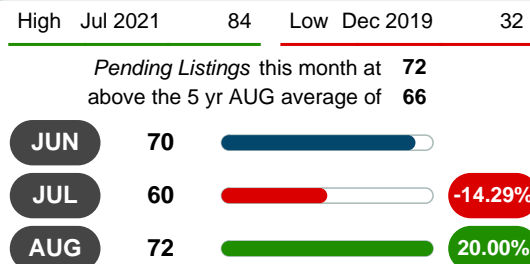 High Jul 2021 84 Low Dec 2019 32
Pending Listings this month at 72
above the 5 yr AUG average of 66
JUN 70
JUL 60 -14.29%
AUG 72 20.00%